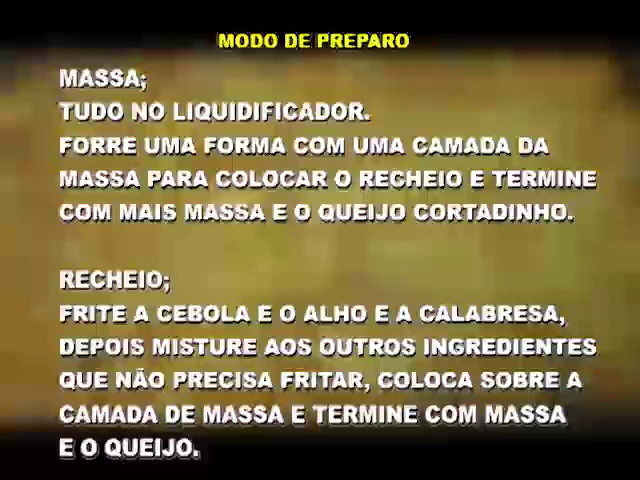 MODO DE PREPARO
MASSA;
TUDO NO LIQUIDIFICADOR.
FORRE UMA FORMA COM UMA CAMADA DA
MASSA PARA COLOCAR O RECHEIO E TERMINE
COM MAIS MASSA E O QUEIJO CORTADINHO.
RECHEIO;
FRITE A CEBOLA E O ALHO E A CALABRESA,
DEPOIS MISTURE AOS OUTROS INGREDIENTES
QUE NÃO PRECISA FRITAR, COLOCA SOBRE A
CAMADA DE MASSA E TERMINE COM MASSA
E O QUEIJO.